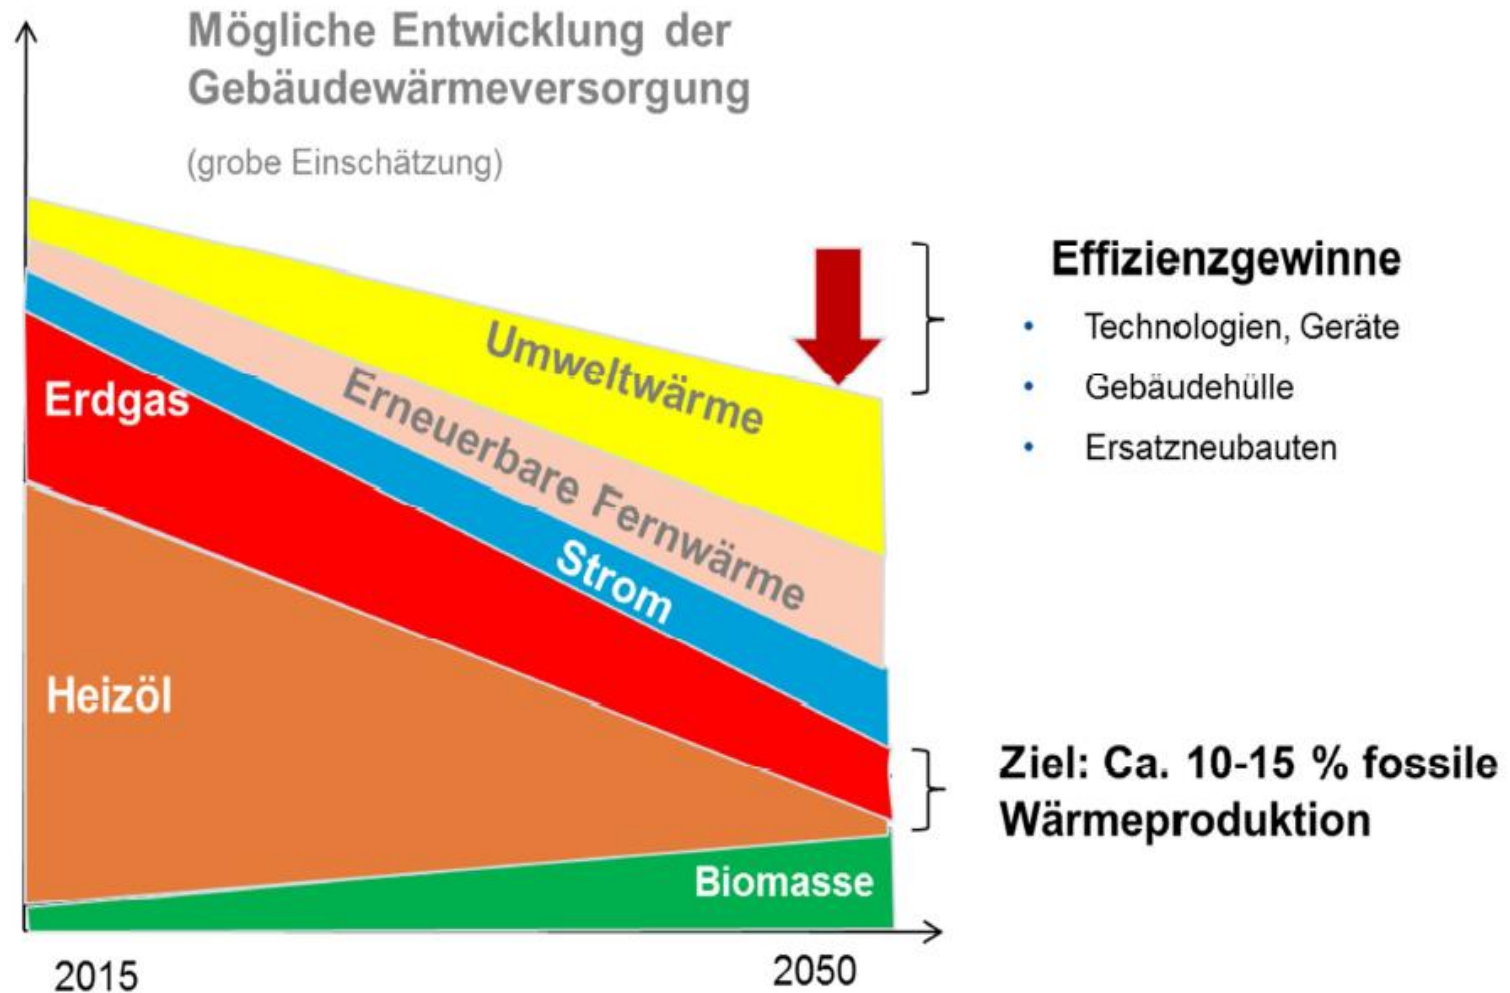 Mögliche Entwicklung der
Gebäudewärmeversorgung
(grobe Einschätzung)
Umweltwärme
Erneuerbare Fernwärme
Strom
Erdgas
Heizöl
Biomasse
Effizienzgewinne
• Technologien, Geräte
• Gebäudehülle
• Ersatzneubauten
Ziel: Ca. 10-15 % fossile
Wärmeproduktion
2015
2050